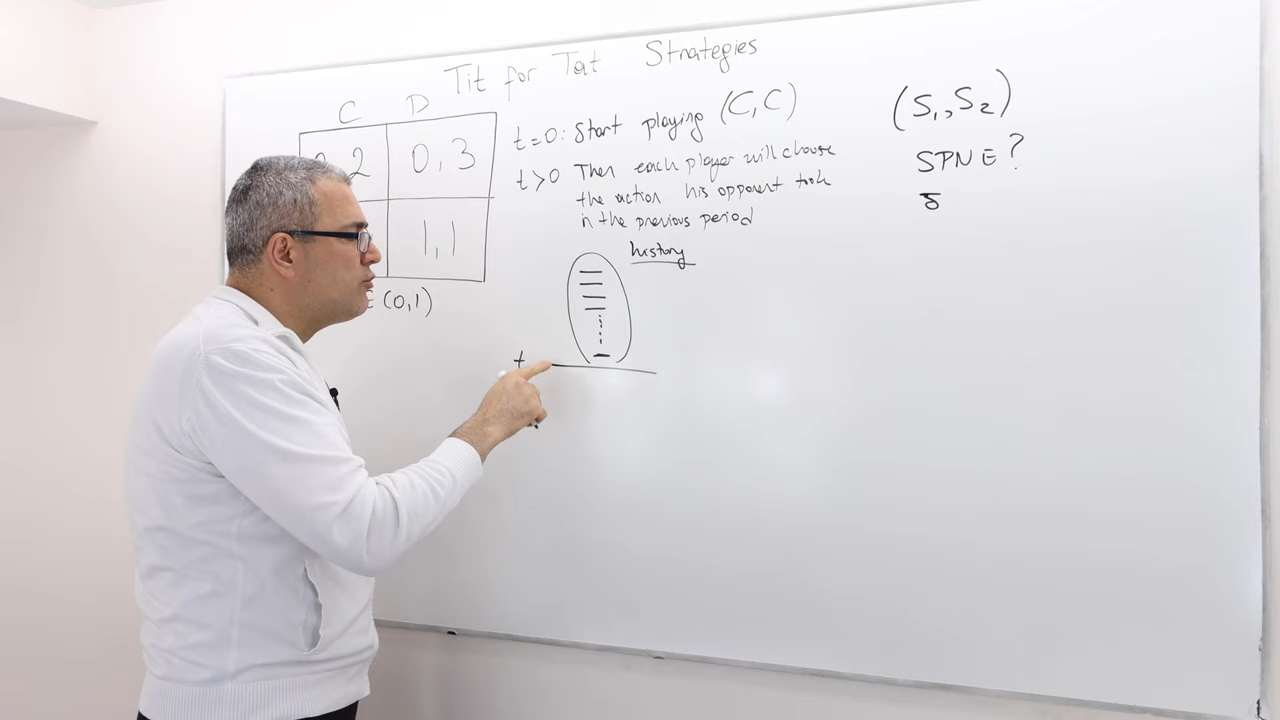 Tit for Tat Strategies
C D
2 0, 3
1, 1
(0,1)
t=0: Start playing (C,C)
t>0 Then each player will choose
the action his opponent took
in the previous period
history
t
(S1, S2)
SPNE?
δ